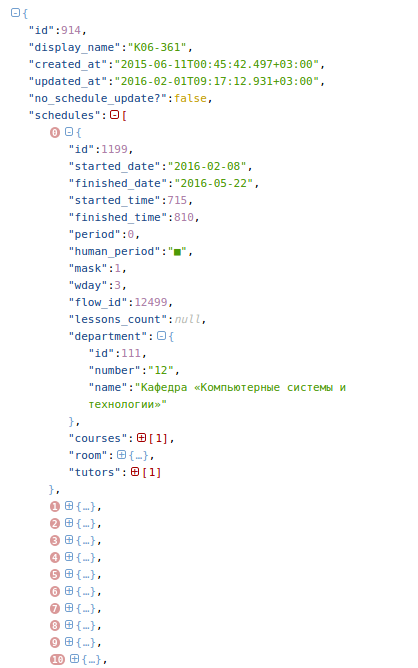 {
"id":914,
"display_name":"К06-361",
"created_at":"2015-06-11T00:45:42.497+03:00",
"updated_at":"2016-02-01T09:17:12.931+03:00",
"no_schedule_update?":false,
"schedules":[
0 {
"id":1199,
"started_date":"2016-02-08",
"finished_date":"2016-05-22",
"started_time":715,
"finished_time":810,
"period":0,
"human_period":"■",
"mask":1,
"wday":3,
"flow_id":12499,
"lessons_count":null,
"department":{
"id":111,
"number":"12",
"name":"Кафедра «Компьютерные системы и
технологии»"
},
"courses":[1],
"room":{…},
"tutors":[1]
},
1 {…},
2 {…},
3 {…},
4 {…},
5 {…},
6 {…},
7 {…},
8 {…},
9 {…},
10 {…},